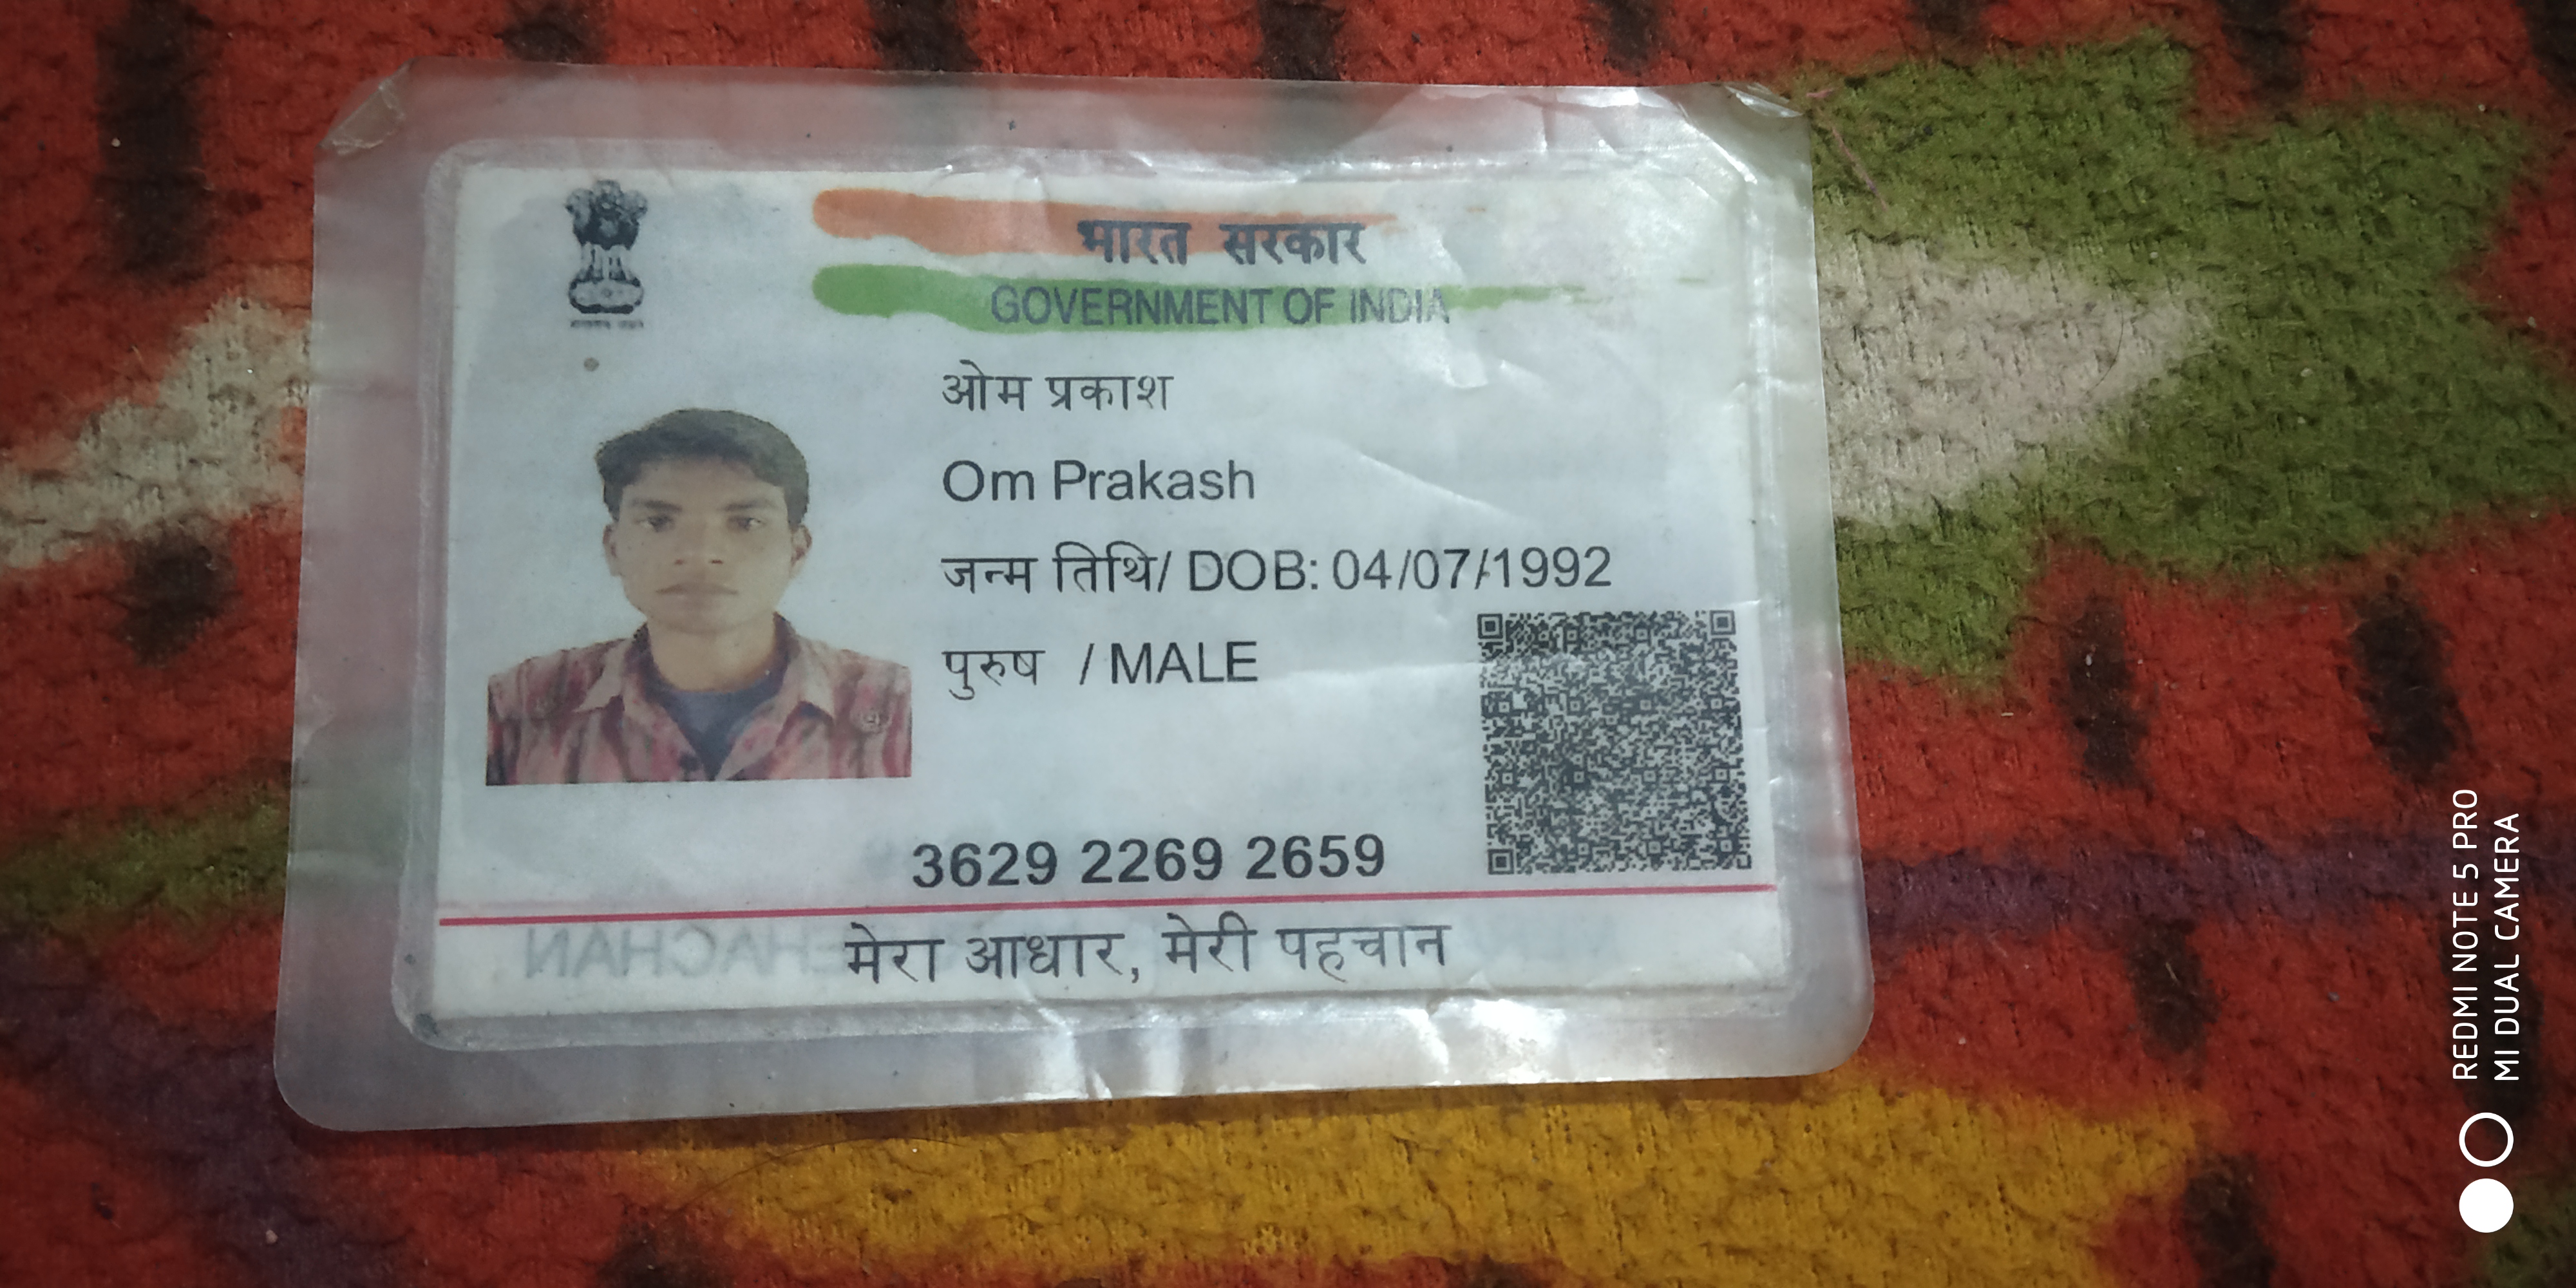 भारत सरकार
GOVERNMENT OF INDIA
ओम प्रकाश
Om Prakash
जन्म तिथि/ DOB: 04/07/1992
पुरुष / MALE
3629 2269 2659
मेरा आधार, मेरी पहचान
REDMI NOTE 5 PRO
MI DUAL CAMERA